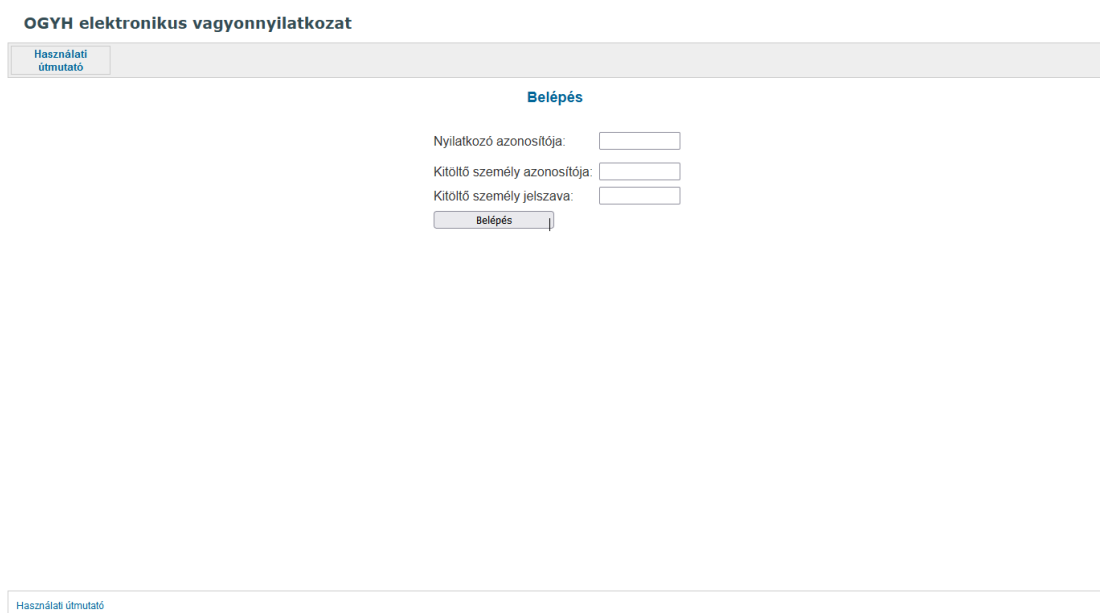 OGYH elektronikus vagyonnyilatkozat
Használati
útmutató
Belépés
Nyilatkozó azonosítója:
Kitöltő személy azonosítója:
Kitöltő személy jelszava:
Belépés
Használati útmutató